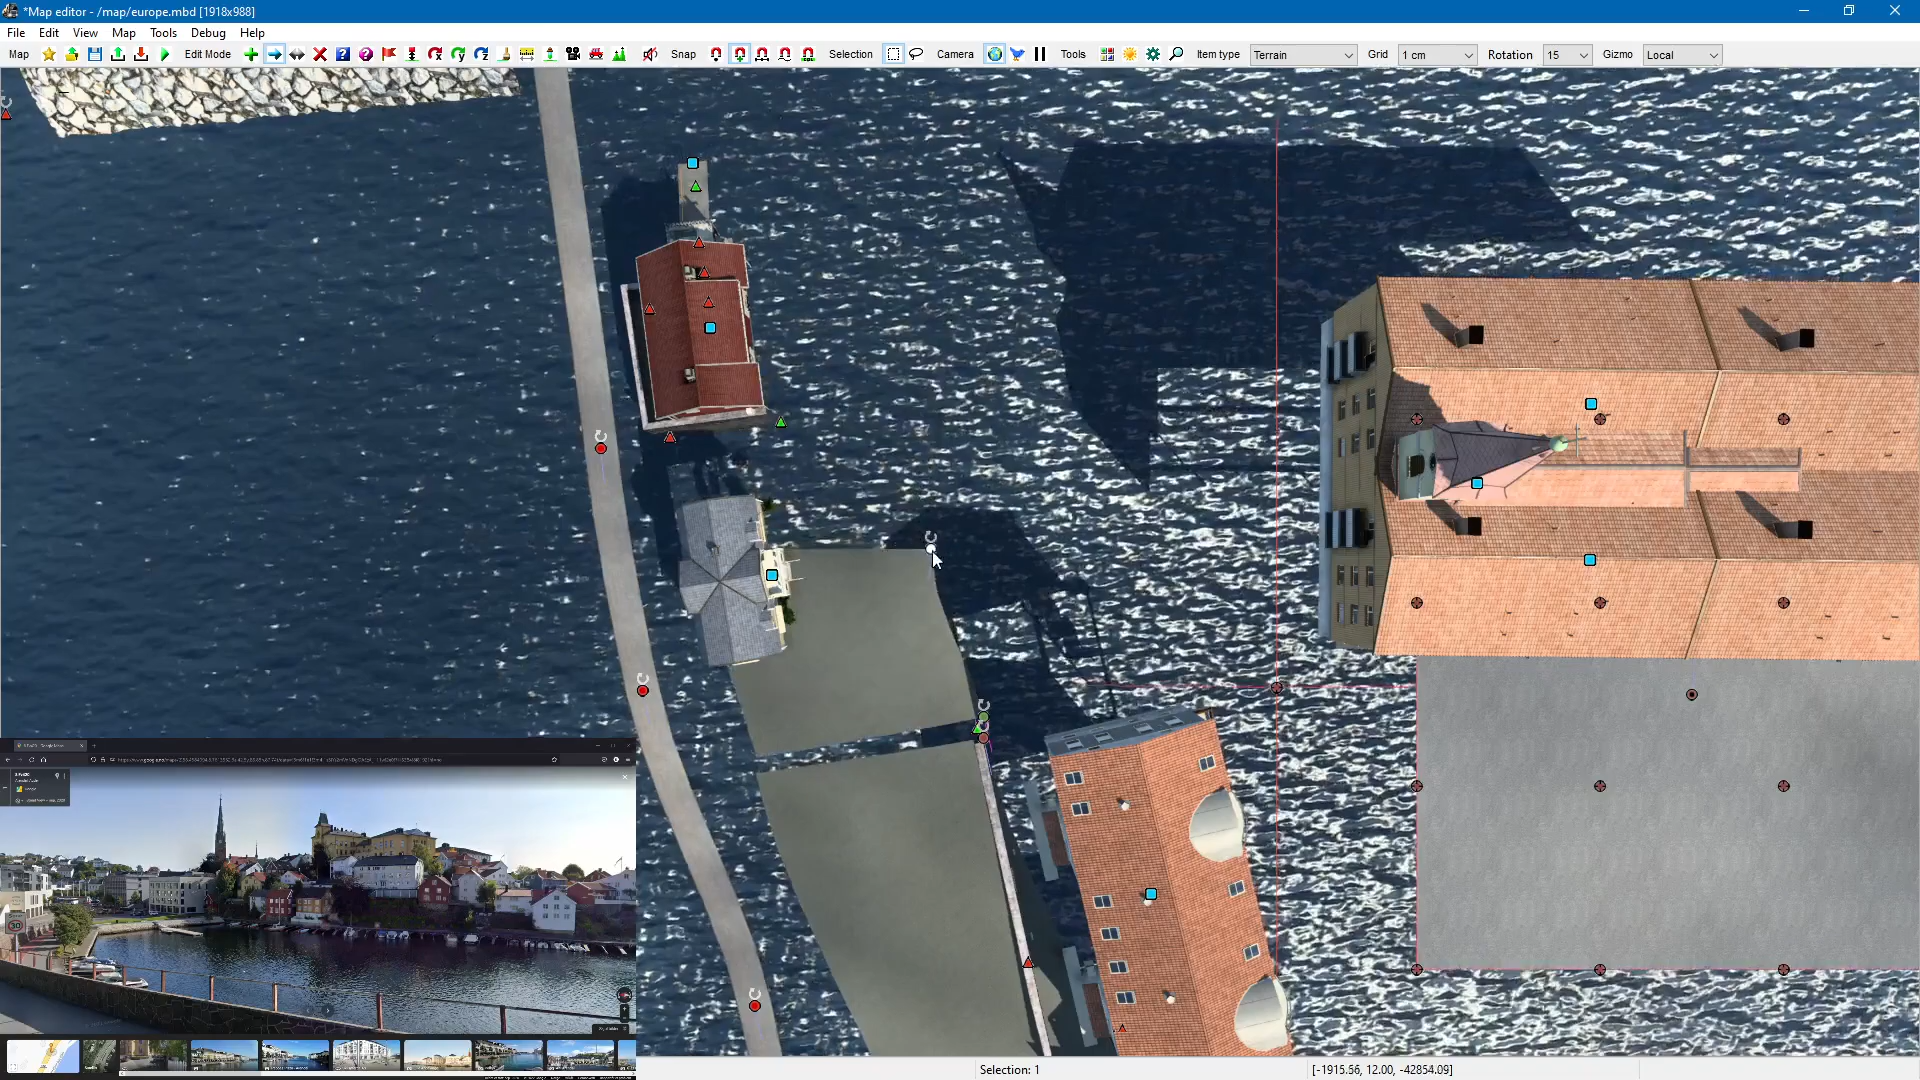 *Map editor - /map/europe.mbd [1918x988]
File Edit View Map Tools Debug Help
Map Edit Mode Snap Selection Camera Tools Item type Terrain Grid 1 cm Rotation 15 Gizmo Local
30
Selection: 1
[-1915.56, 12.00, -42854.09]